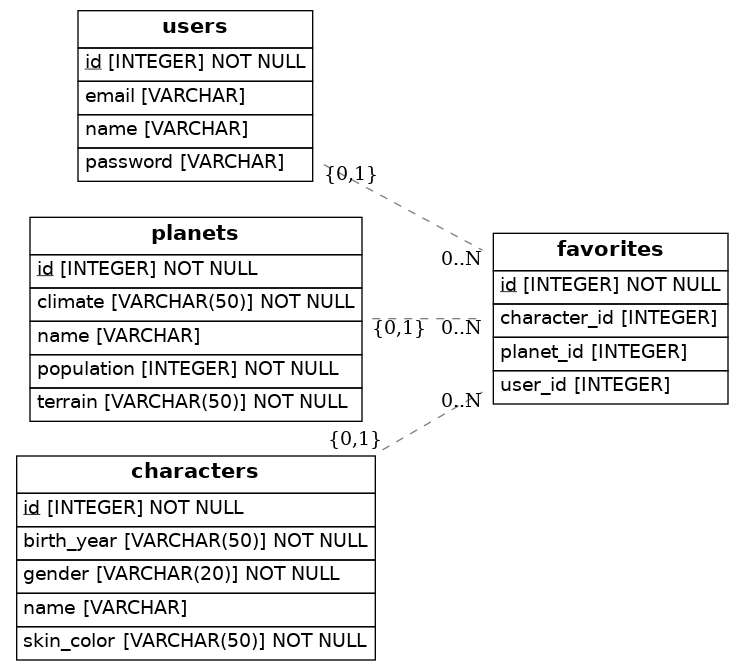 users
id [INTEGER] NOT NULL
email [VARCHAR]
name [VARCHAR]
password [VARCHAR]
{0,1}
0..N
planets
id [INTEGER] NOT NULL
climate [VARCHAR(50)] NOT NULL
name [VARCHAR]
population [INTEGER] NOT NULL
terrain [VARCHAR(50)] NOT NULL
{0,1}
0..N
favorites
id [INTEGER] NOT NULL
character_id [INTEGER]
planet_id [INTEGER]
user_id [INTEGER]
0..N
{0,1}
characters
id [INTEGER] NOT NULL
birth_year [VARCHAR(50)] NOT NULL
gender [VARCHAR(20)] NOT NULL
name [VARCHAR]
skin_color [VARCHAR(50)] NOT NULL